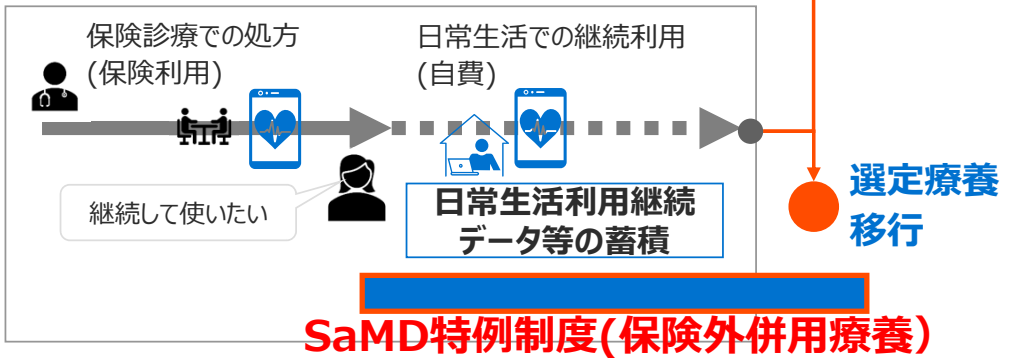 保険診療での処方
(保険利用)
日常生活での継続利用
(自費)
継続して使いたい
日常生活利用継続
データ等の蓄積
選定療養
移行
SaMD特例制度(保険外併用療養）